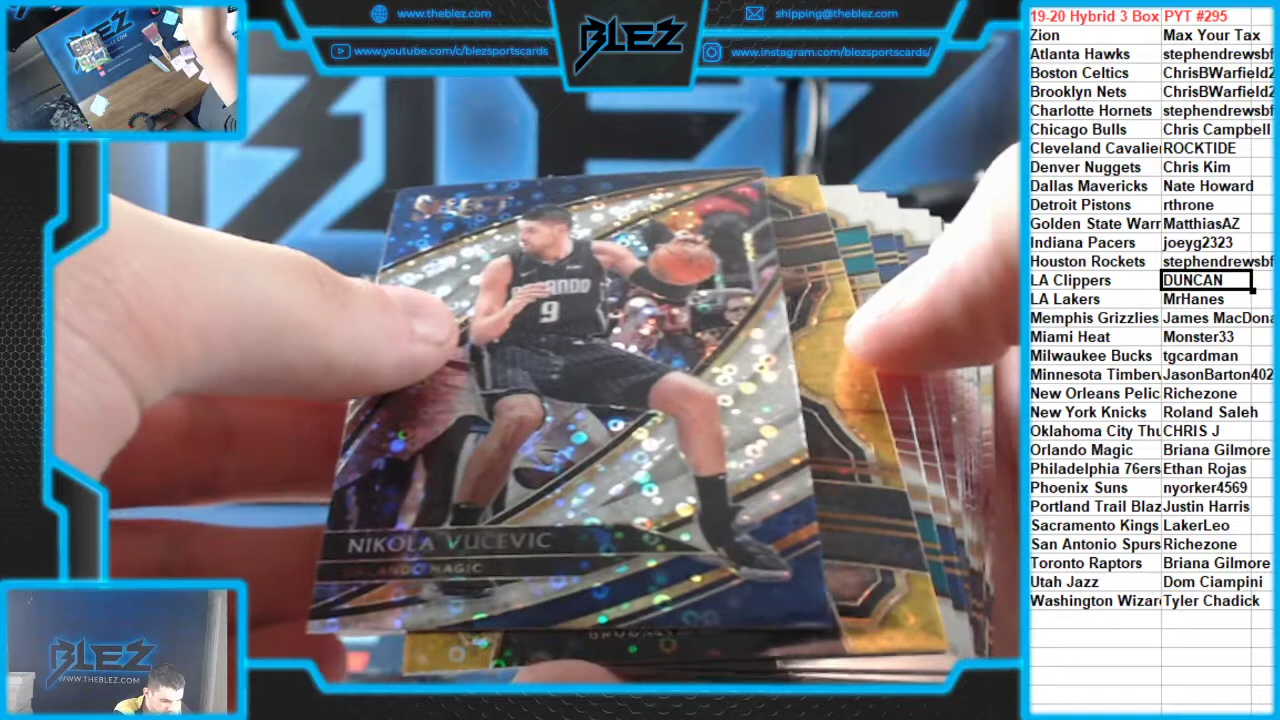 www.theblez.com
www.youtube.com/c/blezsportscards
BLEZ
shipping@theblez.com
www.instagram.com/blezsportscards/
SELECT
ORLANDO
9
NIKOLA VUCEVIC
ORLANDO MAGIC
BLEZ
WWW.THEBLEZ.COM
19-20 Hybrid 3 Box PYT #295
Zion Max Your Tax
Atlanta Hawks stephendrewsbf
Boston Celtics ChrisBWarfield2
Brooklyn Nets ChrisBWarfield2
Charlotte Hornets stephendrewsbf
Chicago Bulls Chris Campbell
Cleveland Cavalier ROCKTIDE
Denver Nuggets Chris Kim
Dallas Mavericks Nate Howard
Detroit Pistons rthrone
Golden State Warr MatthiasAZ
Indiana Pacers joeyg2323
Houston Rockets stephendrewsbf
LA Clippers DUNCAN
LA Lakers MrHanes
Memphis Grizzlies James MacDona
Miami Heat Monster33
Milwaukee Bucks tgcardman
Minnesota Timberv JasonBarton402
New Orleans Pelic Richezone
New York Knicks Roland Saleh
Oklahoma City Thu CHRIS J
Orlando Magic Briana Gilmore
Philadelphia 76ers Ethan Rojas
Phoenix Suns nyorker4569
Portland Trail Blaz Justin Harris
Sacramento Kings LakerLeo
San Antonio Spurs Richezone
Toronto Raptors Briana Gilmore
Utah Jazz Dom Ciampini
Washington Wizar Tyler Chadick